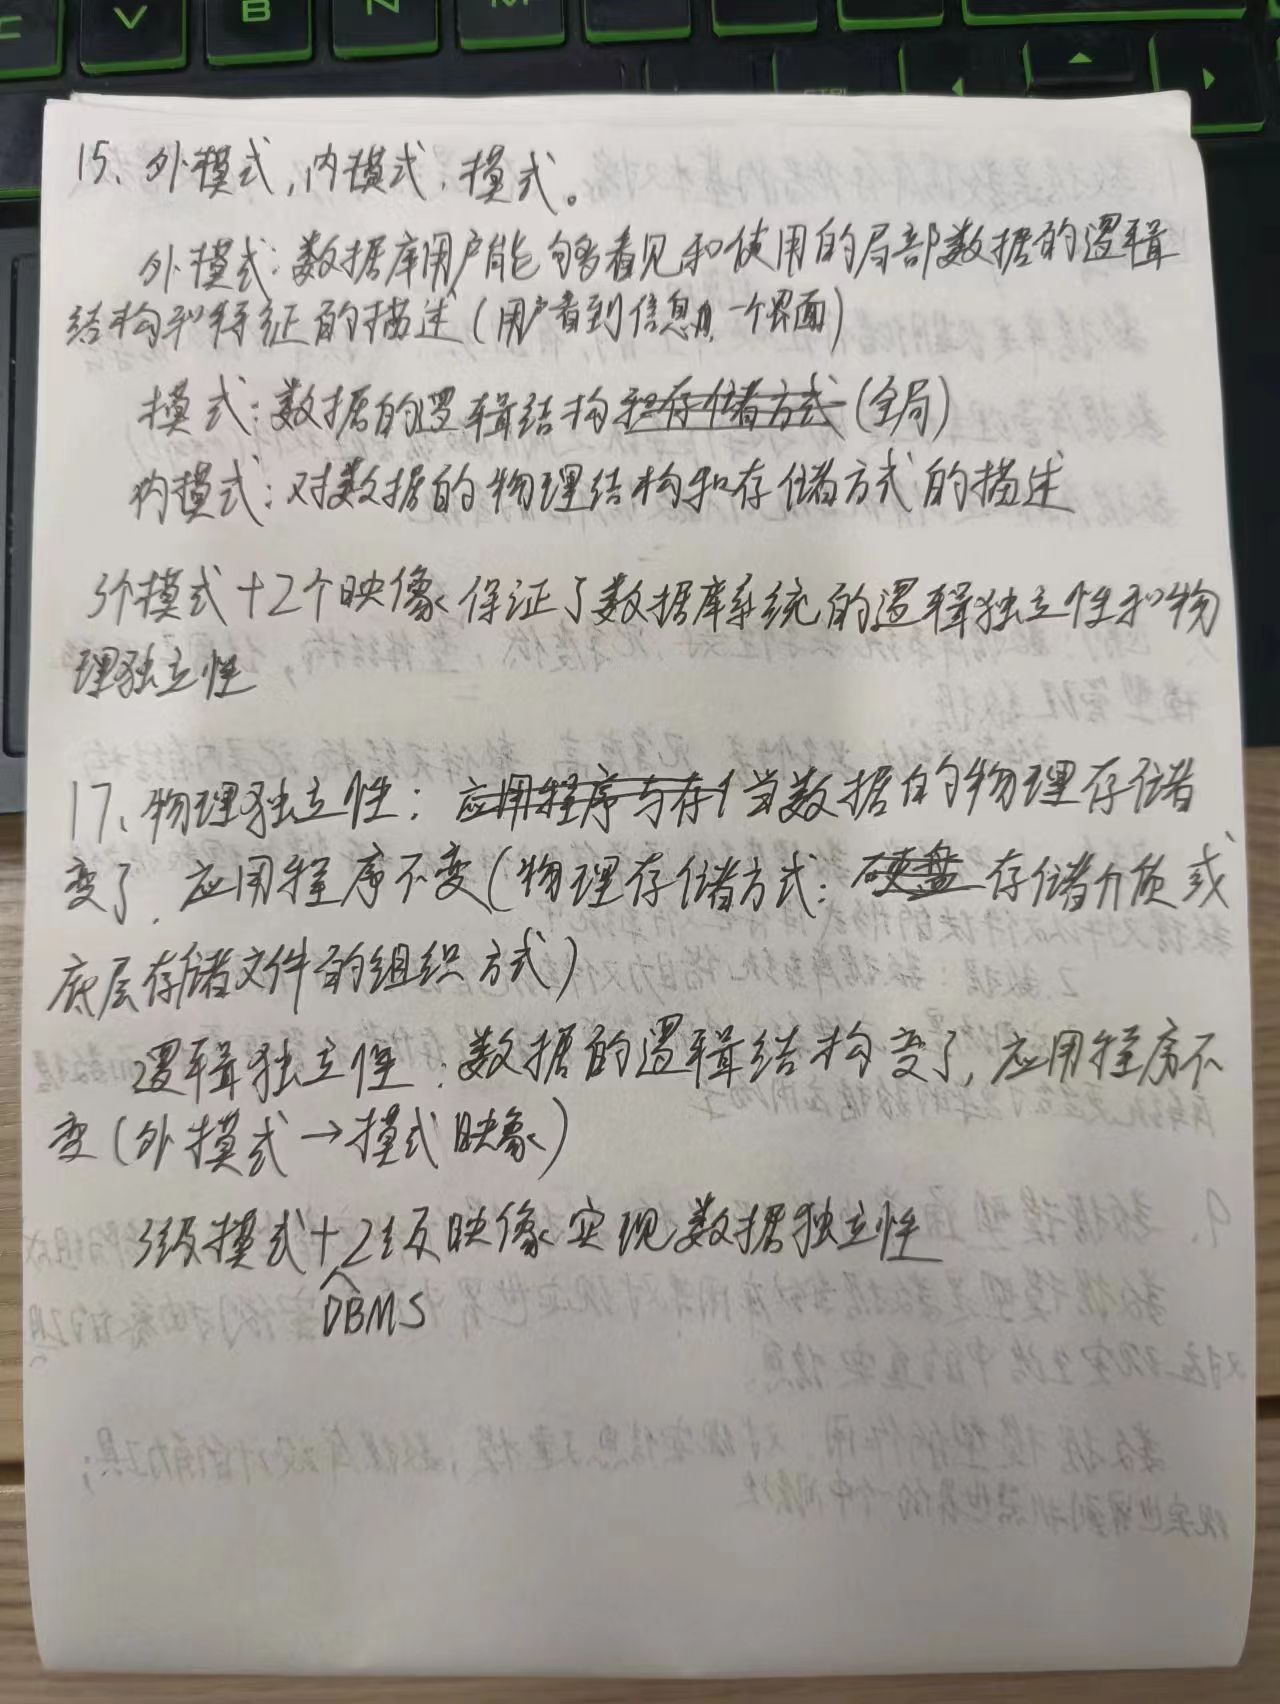 C V B N M
CTRL
15、外模式，内模式，模式。
外模式：数据库用户能够看见和使用的局部数据的逻辑
结构和特征的描述（用户看到信息的一个界面）
模式：数据的逻辑结构和存储方式（全局）
内模式：对数据的物理结构和存储方式的描述
3个模式+2个映像 保证了数据库系统的逻辑独立性和物
理独立性
17、物理独立性：应用程序与存 当数据的物理存储
变了，应用程序不变（物理存储方式：硬盘 存储介质或
底层存储文件的组织方式）
逻辑独立性：数据的逻辑结构变了，应用程序不
变（外模式→模式映象）
3级模式+2级映像 实现数据独立性
DBMS